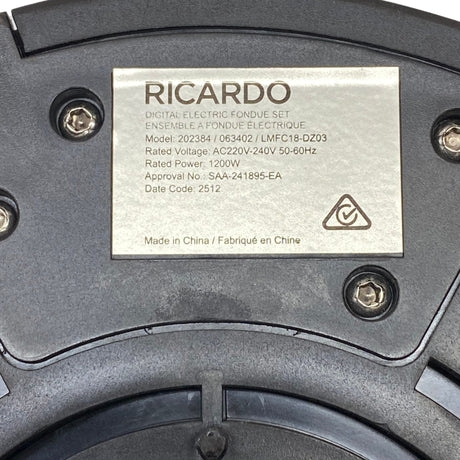 RICARDO
DIGITAL ELECTRIC FONDUE SET
ENSEMBLE A FONDUE ÉLECTRIQUE
Model: 202384 / 063402 / LMFC18-DZ03
Rated Voltage: AC220V-240V 50-60Hz
Rated Power: 1200W
Approval No.: SAA-241895-EA
Date Code: 2512
Made in China / Fabriqué en Chine